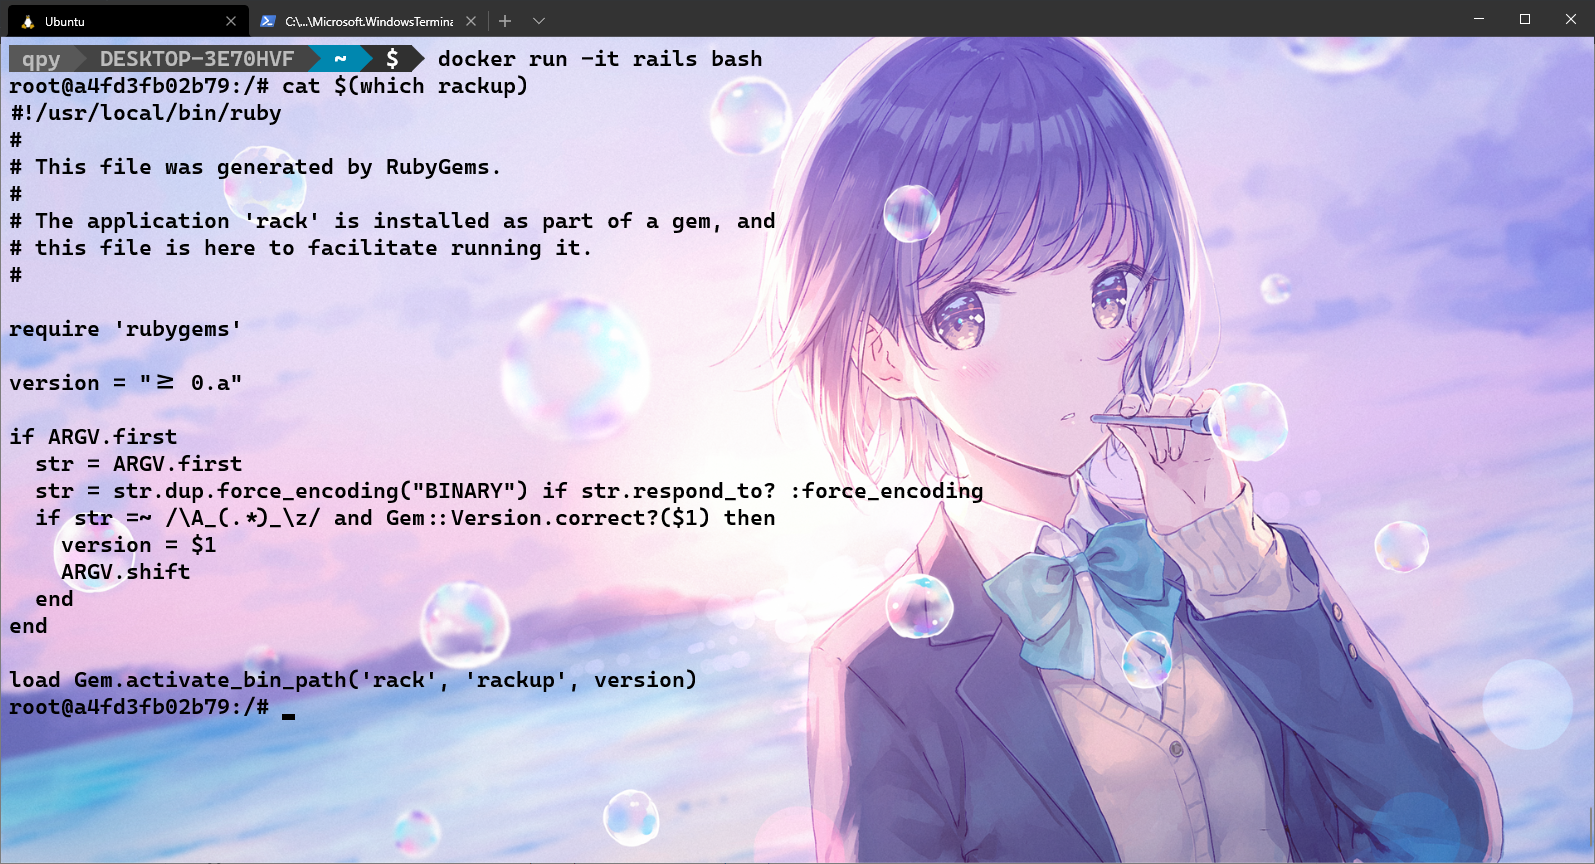 Ubuntu
C:\...\Microsoft.WindowsTermina
qpy DESKTOP-3E70HVF ~ $ docker run -it rails bash
root@a4fd3fb02b79:/# cat $(which rackup)
#!/usr/local/bin/ruby
#
# This file was generated by RubyGems.
#
# The application 'rack' is installed as part of a gem, and
# this file is here to facilitate running it.
#
require 'rubygems'
version = "≥ 0.a"
if ARGV.first
  str = ARGV.first
  str = str.dup.force_encoding("BINARY") if str.respond_to? :force_encoding
  if str =~ /\A_(.*)_\z/ and Gem::Version.correct?($1) then
    version = $1
    ARGV.shift
  end
end
load Gem.activate_bin_path('rack', 'rackup', version)
root@a4fd3fb02b79:/#